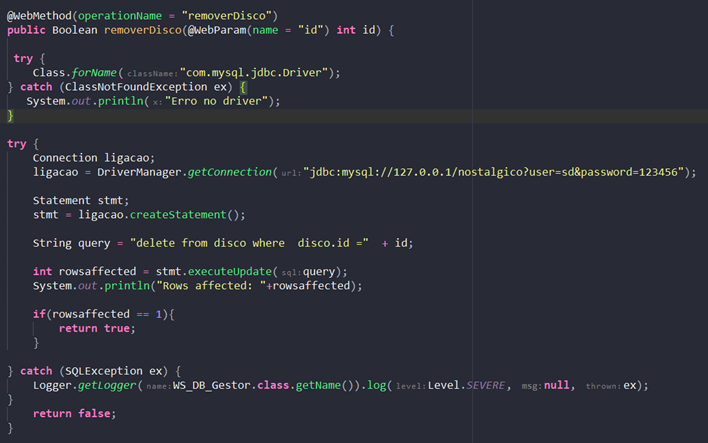 @WebMethod(operationName = "removerDisco")
public Boolean removerDisco(@WebParam(name = "id") int id) {
try {
Class.forName( className: "com.mysql.jdbc.Driver");
} catch (ClassNotFoundException ex) {
System.out.println( x: "Erro no driver");
}
try {
Connection ligacao;
ligacao = DriverManager.getConnection( url: "jdbc:mysql://127.0.0.1/nostalgico?user=sd&password=123456");
Statement stmt;
stmt = ligacao.createStatement();
String query = "delete from disco where  disco.id =" + id;
int rowsaffected = stmt.executeUpdate( sql: query);
System.out.println("Rows affected: "+rowsaffected);
if(rowsaffected == 1){
return true;
}
} catch (SQLException ex) {
Logger.getLogger( name: WS_DB_Gestor.class.getName()).log( level: Level.SEVERE, msg: null, thrown: ex);
}
return false;
}